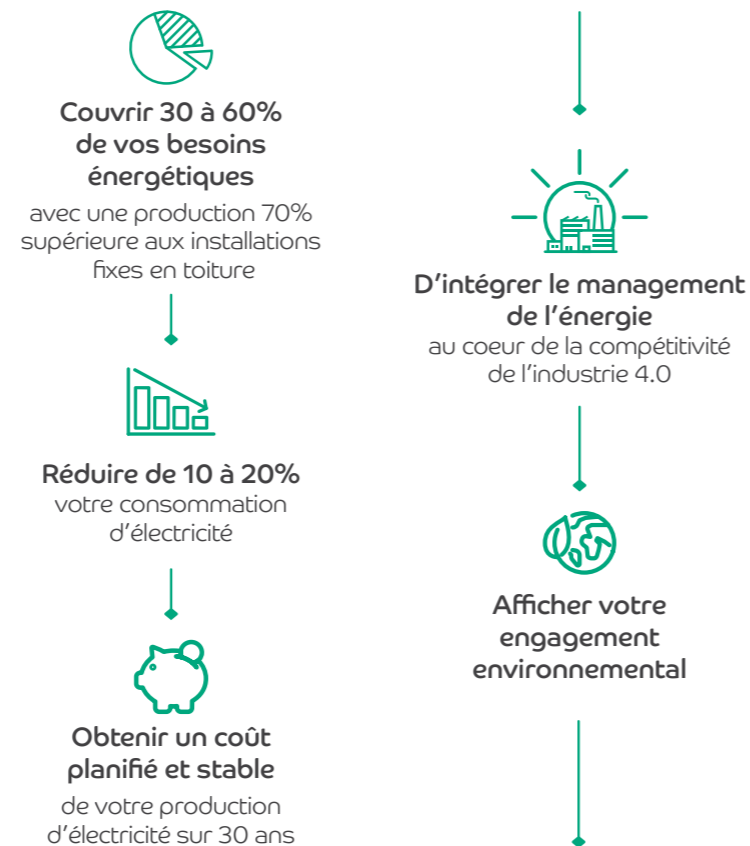 Couvrir 30 à 60%
de vos besoins
énergétiques
avec une production 70%
supérieure aux installations
fixes en toiture
Réduire de 10 à 20%
votre consommation
d'électricité
Obtenir un coût
planifié et stable
de votre production
d'électricité sur 30 ans
D'intégrer le management
de l'énergie
au coeur de la compétitivité
de l'industrie 4.0
Afficher votre
engagement
environnemental